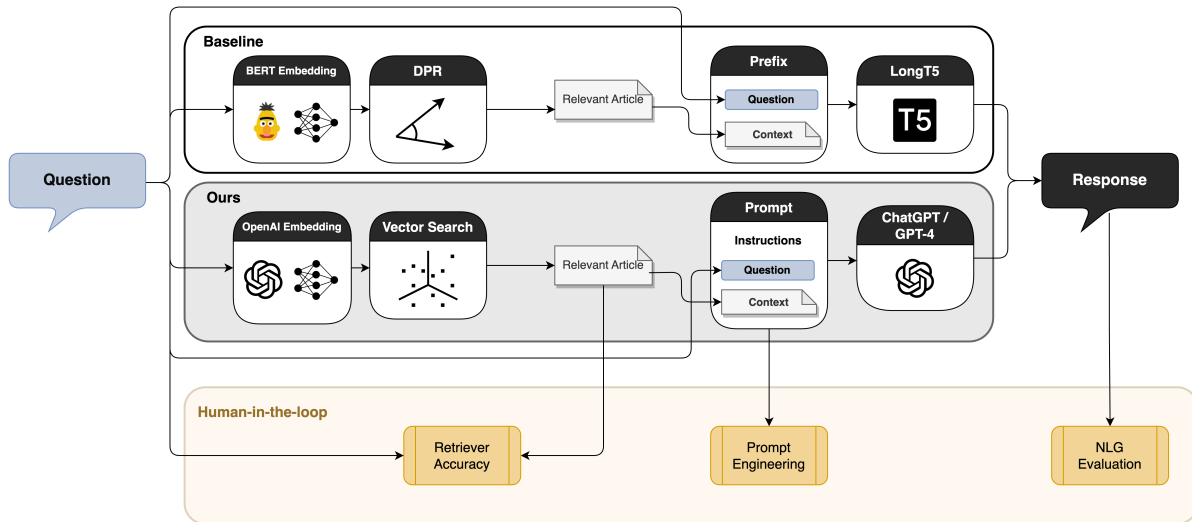 Baseline
BERT Embedding
DPR
Relevant Article
Prefix
Question
Context
LongT5
T5
Question
Response
Ours
OpenAI Embedding
Vector Search
Relevant Article
Prompt
Instructions
Question
Context
ChatGPT /
GPT-4
Human-in-the-loop
Retriever
Accuracy
Prompt
Engineering
NLG
Evaluation